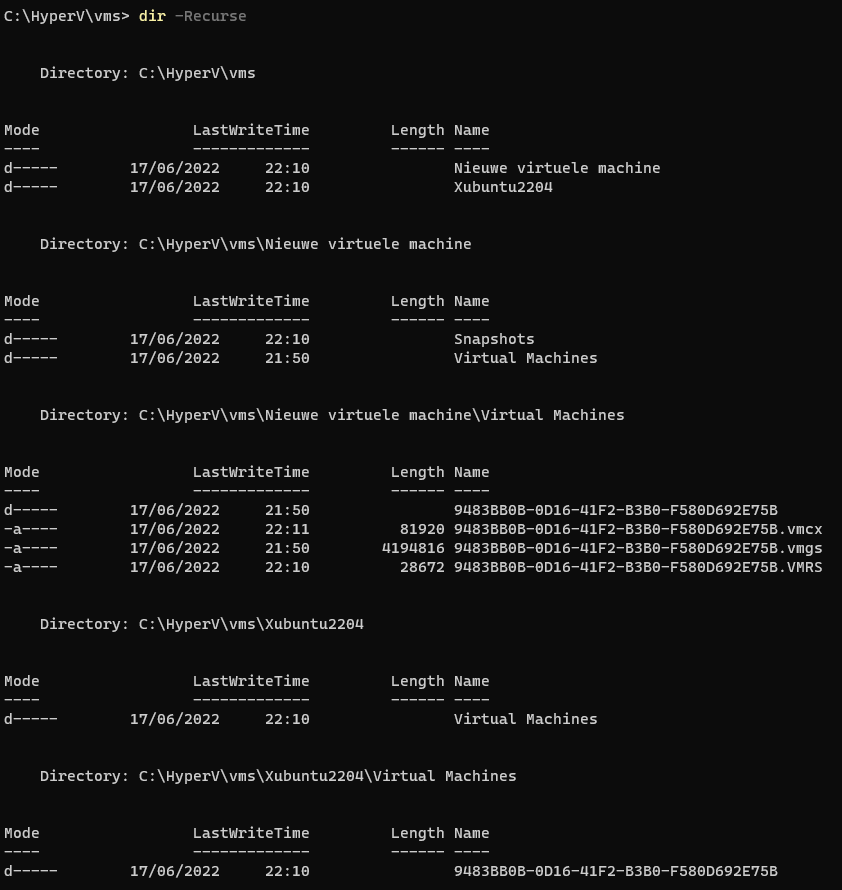 C:\HyperV\vms> dir -Recurse
Directory: C:\HyperV\vms
Mode LastWriteTime Length Name
---- ------------- ------ ----
d----- 17/06/2022 22:10 Nieuwe virtuele machine
d----- 17/06/2022 22:10 Xubuntu2204
Directory: C:\HyperV\vms\Nieuwe virtuele machine
Mode LastWriteTime Length Name
---- ------------- ------ ----
d----- 17/06/2022 22:10 Snapshots
d----- 17/06/2022 21:50 Virtual Machines
Directory: C:\HyperV\vms\Nieuwe virtuele machine\Virtual Machines
Mode LastWriteTime Length Name
---- ------------- ------ ----
d----- 17/06/2022 21:50 9483BB0B-0D16-41F2-B3B0-F580D692E75B
-a---- 17/06/2022 22:11 81920 9483BB0B-0D16-41F2-B3B0-F580D692E75B.vmcx
-a---- 17/06/2022 21:50 4194816 9483BB0B-0D16-41F2-B3B0-F580D692E75B.vmgs
-a---- 17/06/2022 22:10 28672 9483BB0B-0D16-41F2-B3B0-F580D692E75B.VMRS
Directory: C:\HyperV\vms\Xubuntu2204
Mode LastWriteTime Length Name
---- ------------- ------ ----
d----- 17/06/2022 22:10 Virtual Machines
Directory: C:\HyperV\vms\Xubuntu2204\Virtual Machines
Mode LastWriteTime Length Name
---- ------------- ------ ----
d----- 17/06/2022 22:10 9483BB0B-0D16-41F2-B3B0-F580D692E75B